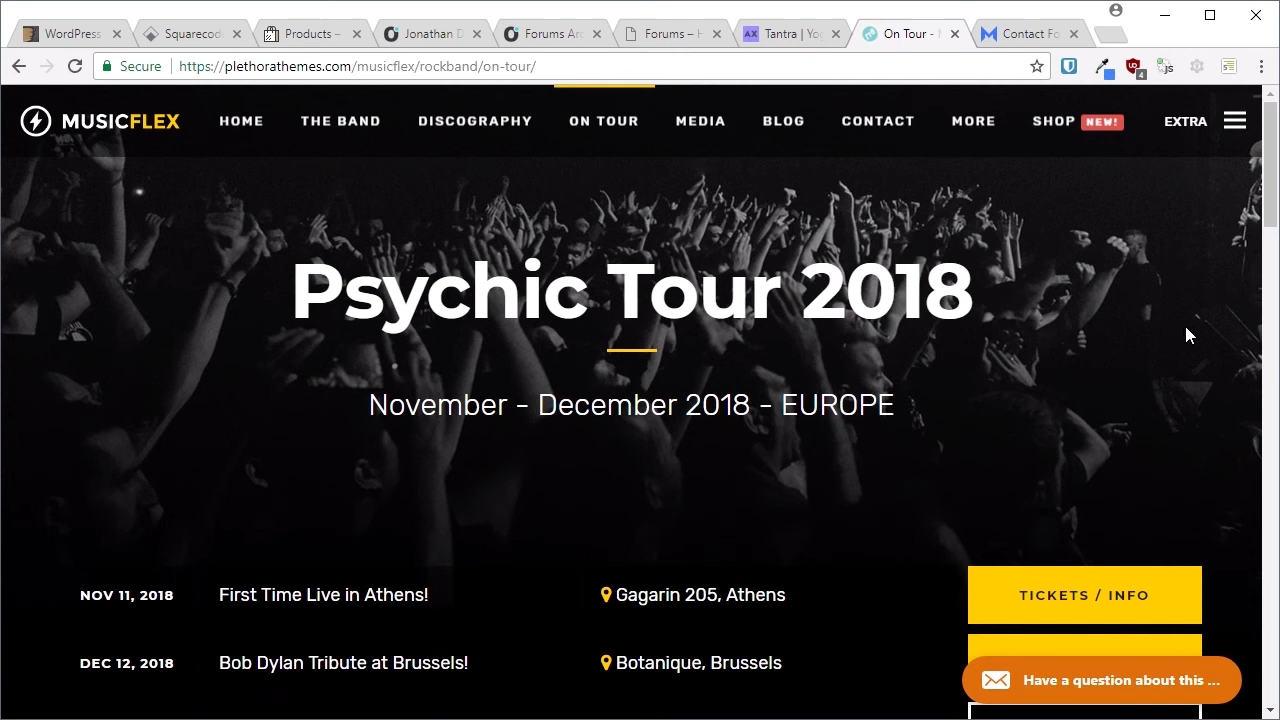 WordPress
Squarecod
Products –
Jonathan D
Forums Arc
Forums – H
Tantra | Yog
On Tour -
Contact Fo
Secure
https://plethorathemes.com/musicflex/rockband/on-tour/
4
JS
MUSICFLEX
HOME
THE BAND
DISCOGRAPHY
ON TOUR
MEDIA
BLOG
CONTACT
MORE
SHOP NEW!
EXTRA
Psychic Tour 2018
November - December 2018 - EUROPE
NOV 11, 2018
First Time Live in Athens!
Gagarin 205, Athens
TICKETS / INFO
DEC 12, 2018
Bob Dylan Tribute at Brussels!
Botanique, Brussels
Have a question about this ...